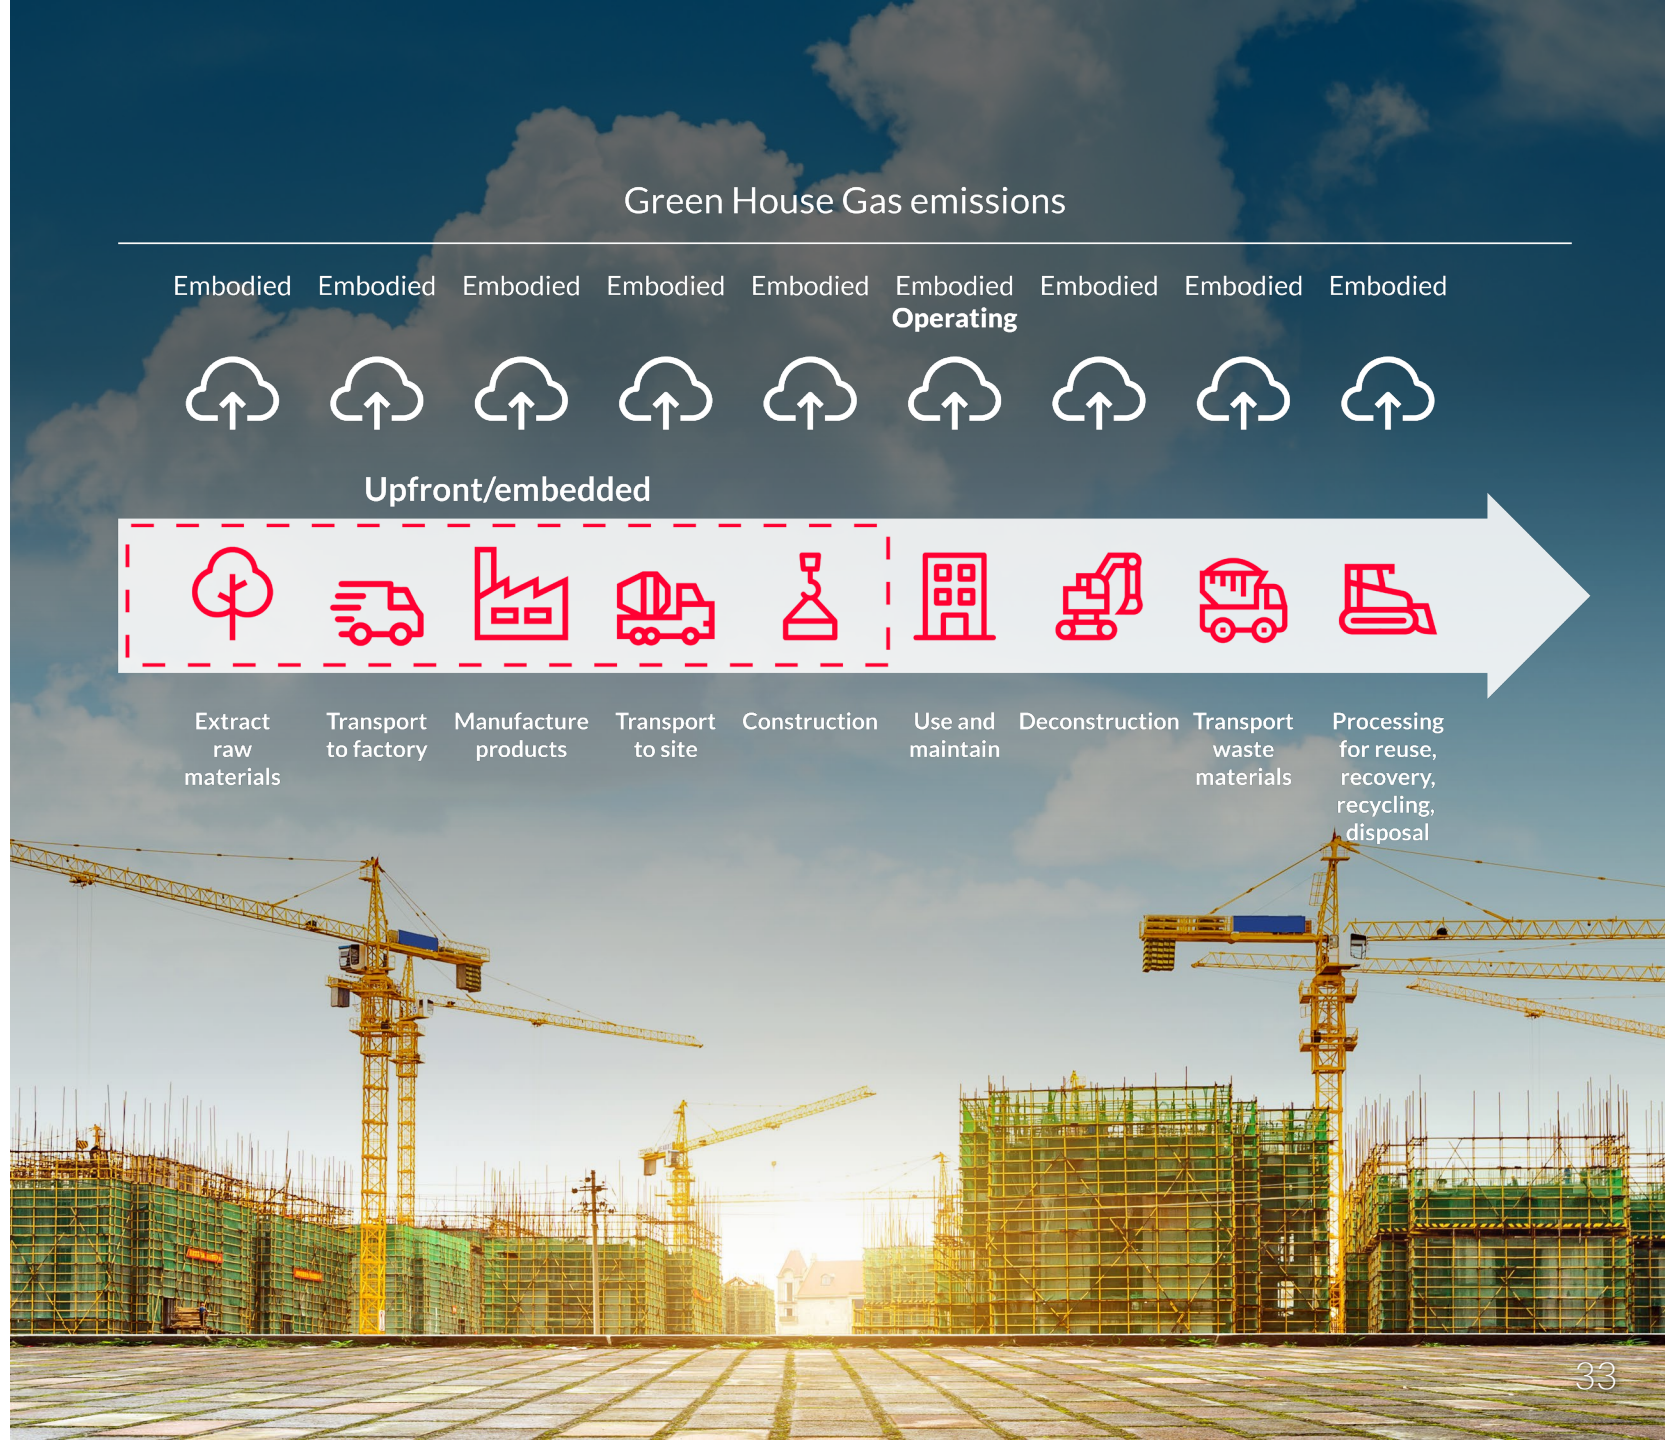 Green House Gas emissions
Embodied Embodied Embodied Embodied Embodied Embodied Embodied Embodied Embodied
Operating
Upfront/embedded
Extract
raw
materials
Transport
to factory
Manufacture
products
Transport
to site
Construction
Use and
maintain
Deconstruction
Transport
waste
materials
Processing
for reuse,
recovery,
recycling,
disposal
33